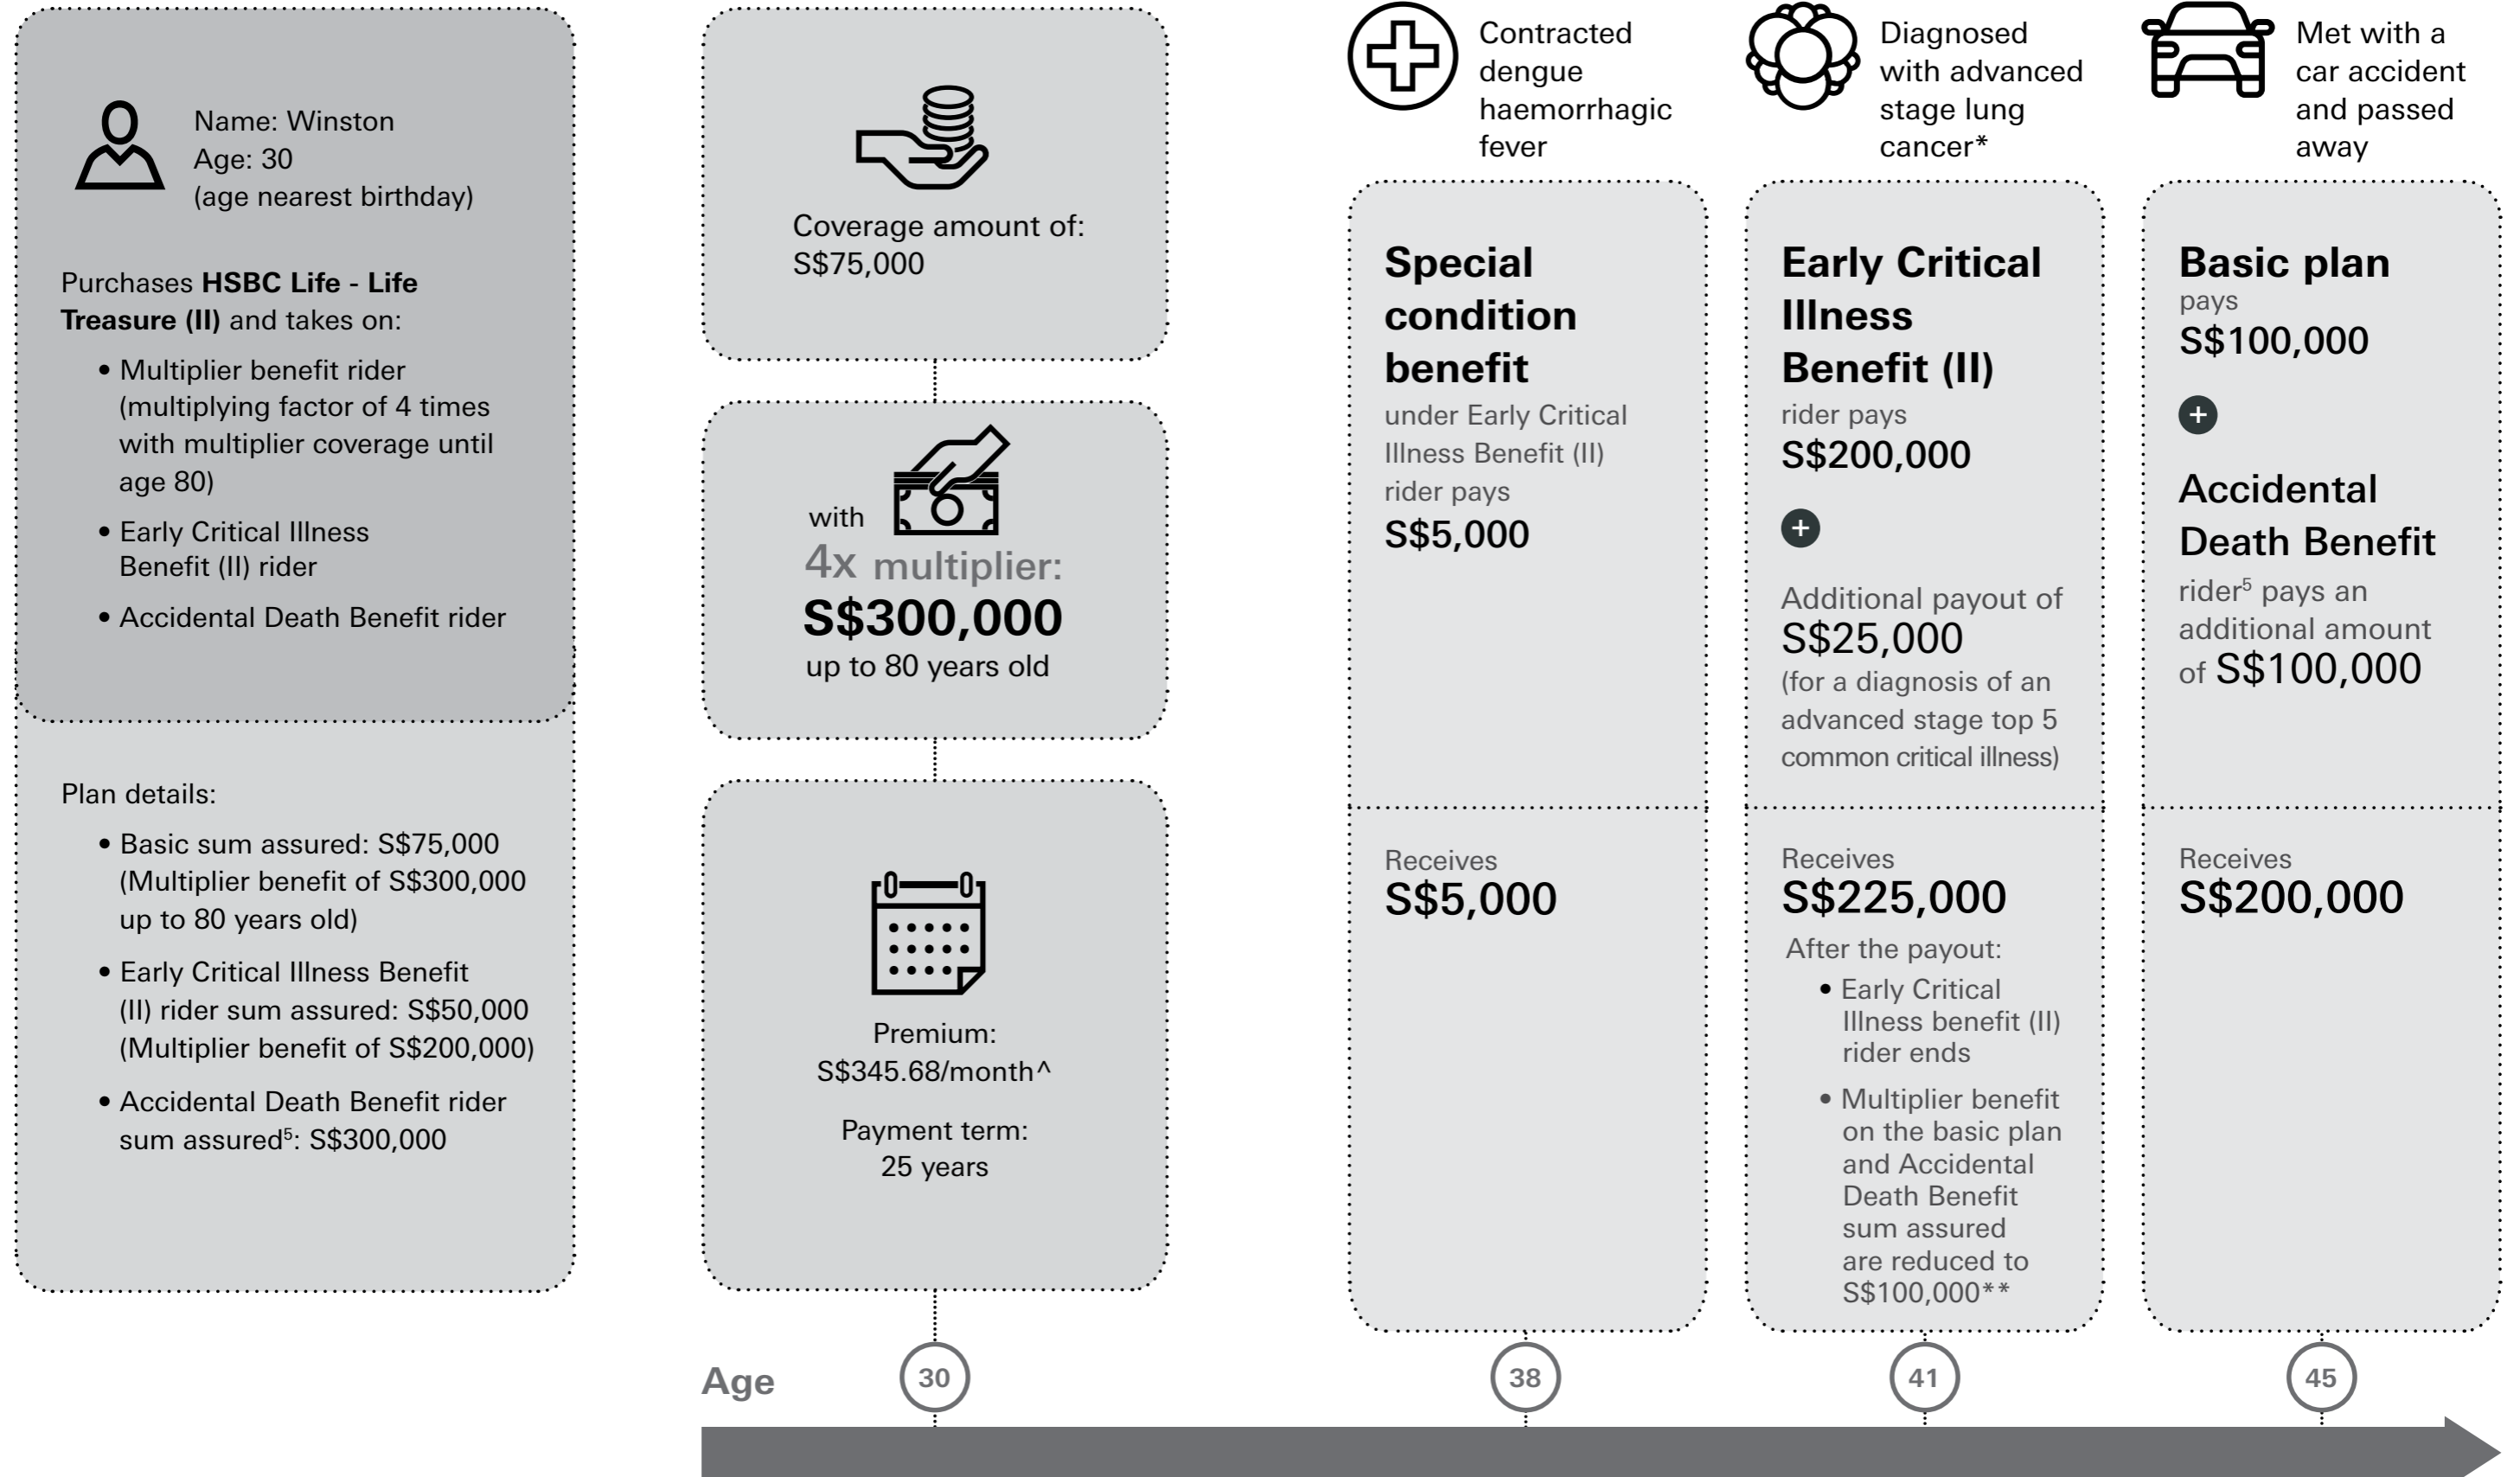 Name: Winston
Age: 30
(age nearest birthday)
Purchases HSBC Life - Life
Treasure (II) and takes on:
• Multiplier benefit rider
(multiplying factor of 4 times
with multiplier coverage until
age 80)
• Early Critical Illness
Benefit (II) rider
• Accidental Death Benefit rider
Plan details:
• Basic sum assured: S$75,000
(Multiplier benefit of S$300,000
up to 80 years old)
• Early Critical Illness Benefit
(II) rider sum assured: S$50,000
(Multiplier benefit of S$200,000)
• Accidental Death Benefit rider
sum assured⁵: S$300,000
Coverage amount of:
S$75,000
with
4x multiplier:
S$300,000
up to 80 years old
Premium:
S$345.68/month^
Payment term:
25 years
Contracted
dengue
haemorrhagic
fever
Special
condition
benefit
under Early Critical
Illness Benefit (II)
rider pays
S$5,000
Receives
S$5,000
Diagnosed
with advanced
stage lung
cancer*
Early Critical
Illness
Benefit (II)
rider pays
S$200,000
+
Additional payout of
S$25,000
(for a diagnosis of an
advanced stage top 5
common critical illness)
Receives
S$225,000
After the payout:
• Early Critical
Illness benefit (II)
rider ends
• Multiplier benefit
on the basic plan
and Accidental
Death Benefit
sum assured
are reduced to
S$100,000**
Met with a
car accident
and passed
away
Basic plan
pays
S$100,000
+
Accidental
Death Benefit
rider⁵ pays an
additional amount
of S$100,000
Receives
S$200,000
Age
30
38
41
45